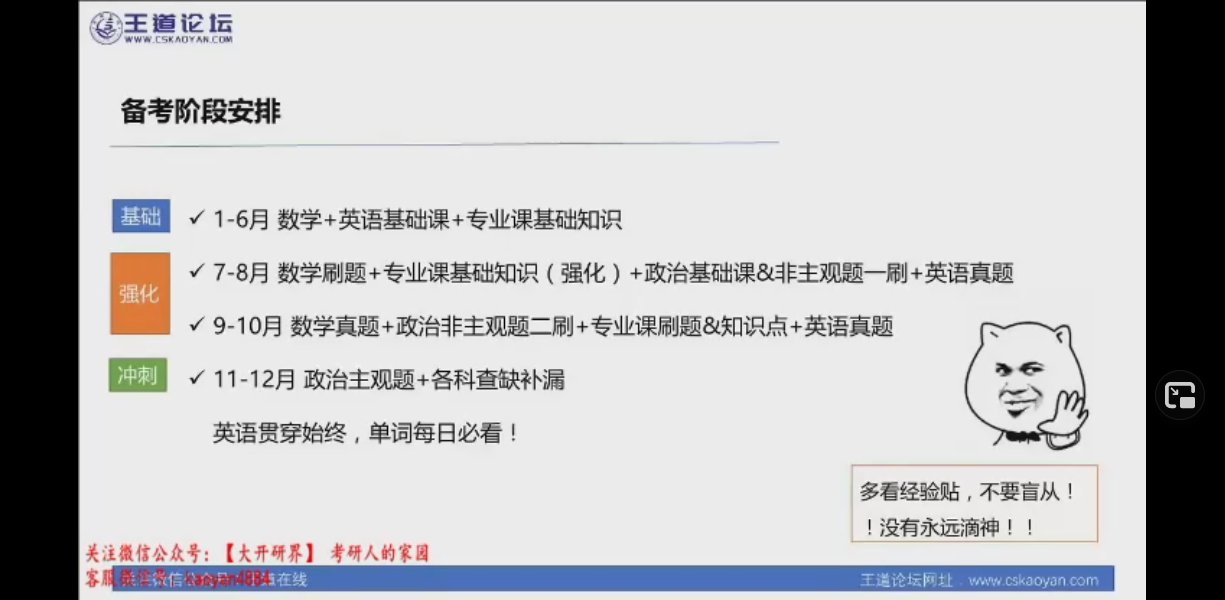 王道论坛
WWW.CSKAOYAN.COM
备考阶段安排
基础
✓ 1-6月 数学+英语基础课+专业课基础知识
强化
✓ 7-8月 数学刷题+专业课基础知识（强化）+政治基础课&非主观题一刷+英语真题
✓ 9-10月 数学真题+政治非主观题二刷+专业课刷题&知识点+英语真题
冲刺
✓ 11-12月 政治主观题+各科查缺补漏
英语贯穿始终，单词每日必看！
多看经验贴，不要盲从！
！没有永远滴神！！
关注微信公众号：【大开研界】 考研人的家园
客服微信号：kaoyan4884
在线
王道论坛网址：www.cskaoyan.com